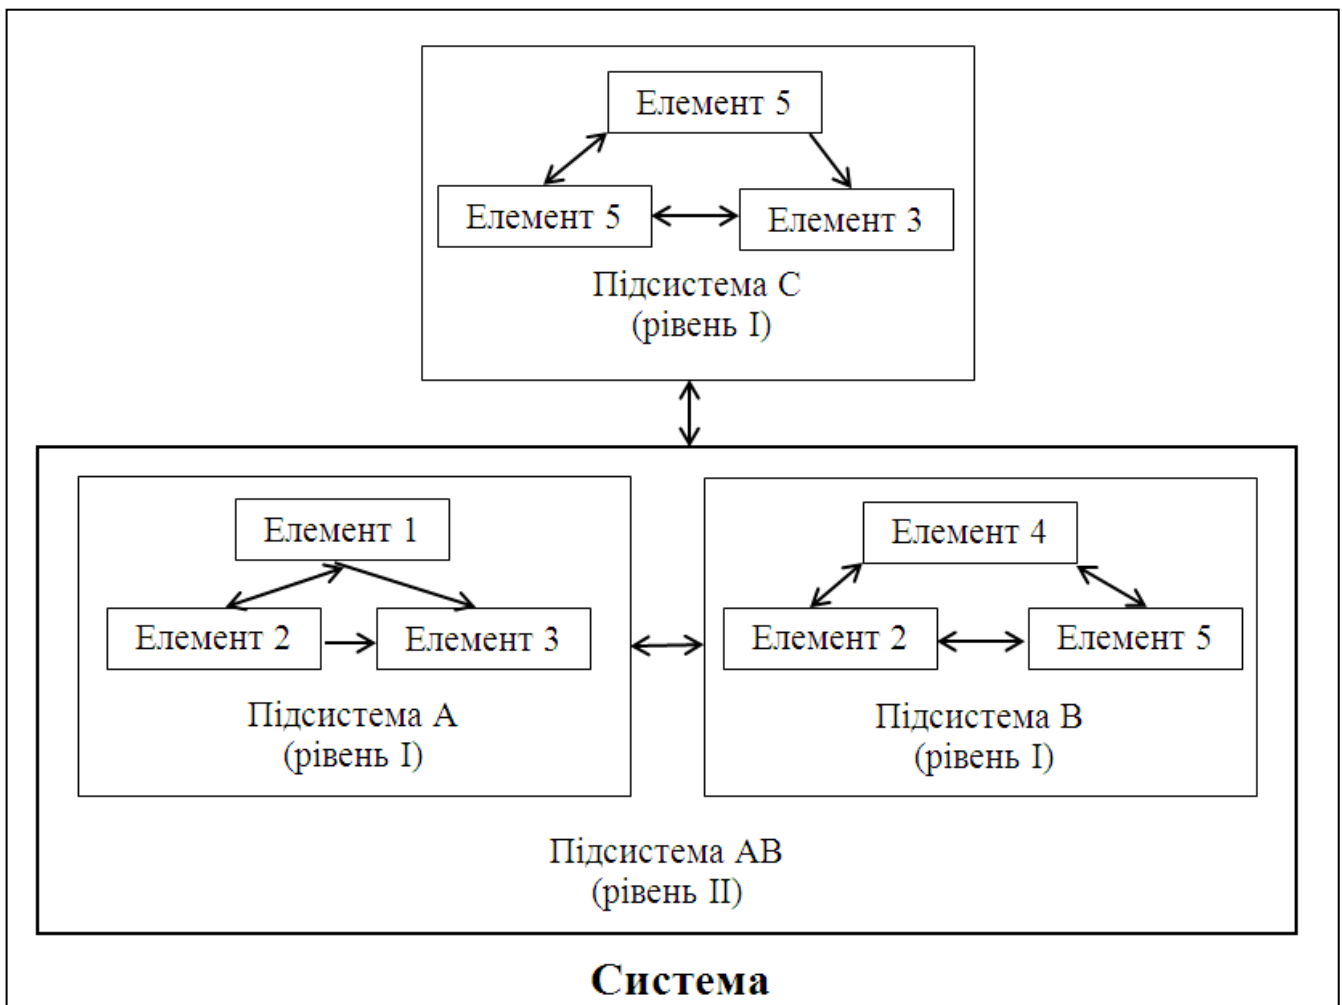 Елемент 5
Елемент 5
Елемент 3
Підсистема С
(рівень І)
Елемент 1
Елемент 2
Елемент 3
Підсистема А
(рівень І)
Елемент 4
Елемент 2
Елемент 5
Підсистема В
(рівень І)
Підсистема АВ
(рівень ІІ)
Система